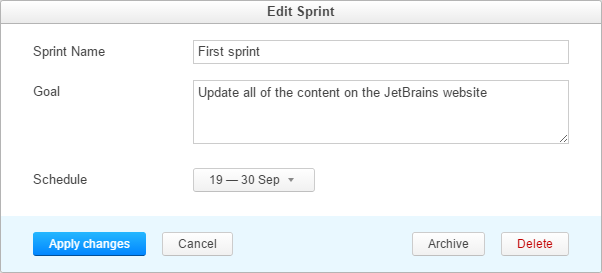 Edit Sprint
Sprint Name
First sprint
Goal
Update all of the content on the JetBrains website
Schedule
19 — 30 Sep
Apply changes
Cancel
Archive
Delete